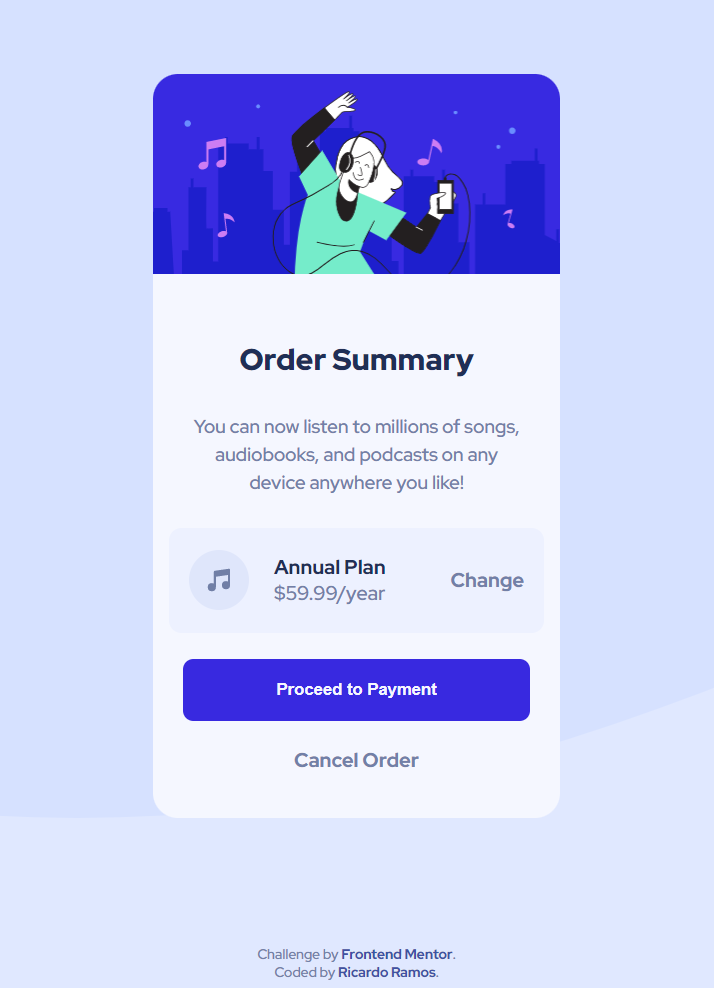 Order Summary
You can now listen to millions of songs,
audiobooks, and podcasts on any
device anywhere you like!
Annual Plan
$59.99/year
Change
Proceed to Payment
Cancel Order
Challenge by Frontend Mentor.
Coded by Ricardo Ramos.